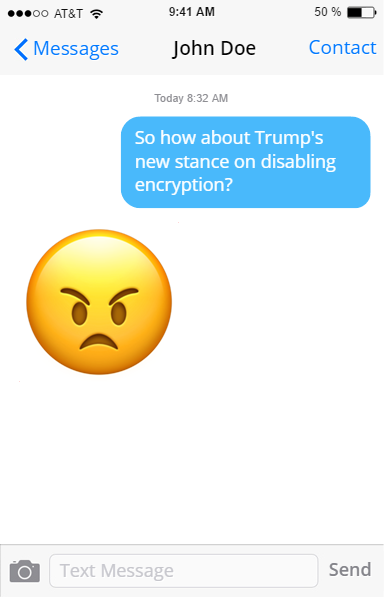 AT&T 9:41 AM 50 %
Messages John Doe Contact
Today 8:32 AM
So how about Trump's
new stance on disabling
encryption?
Text Message Send